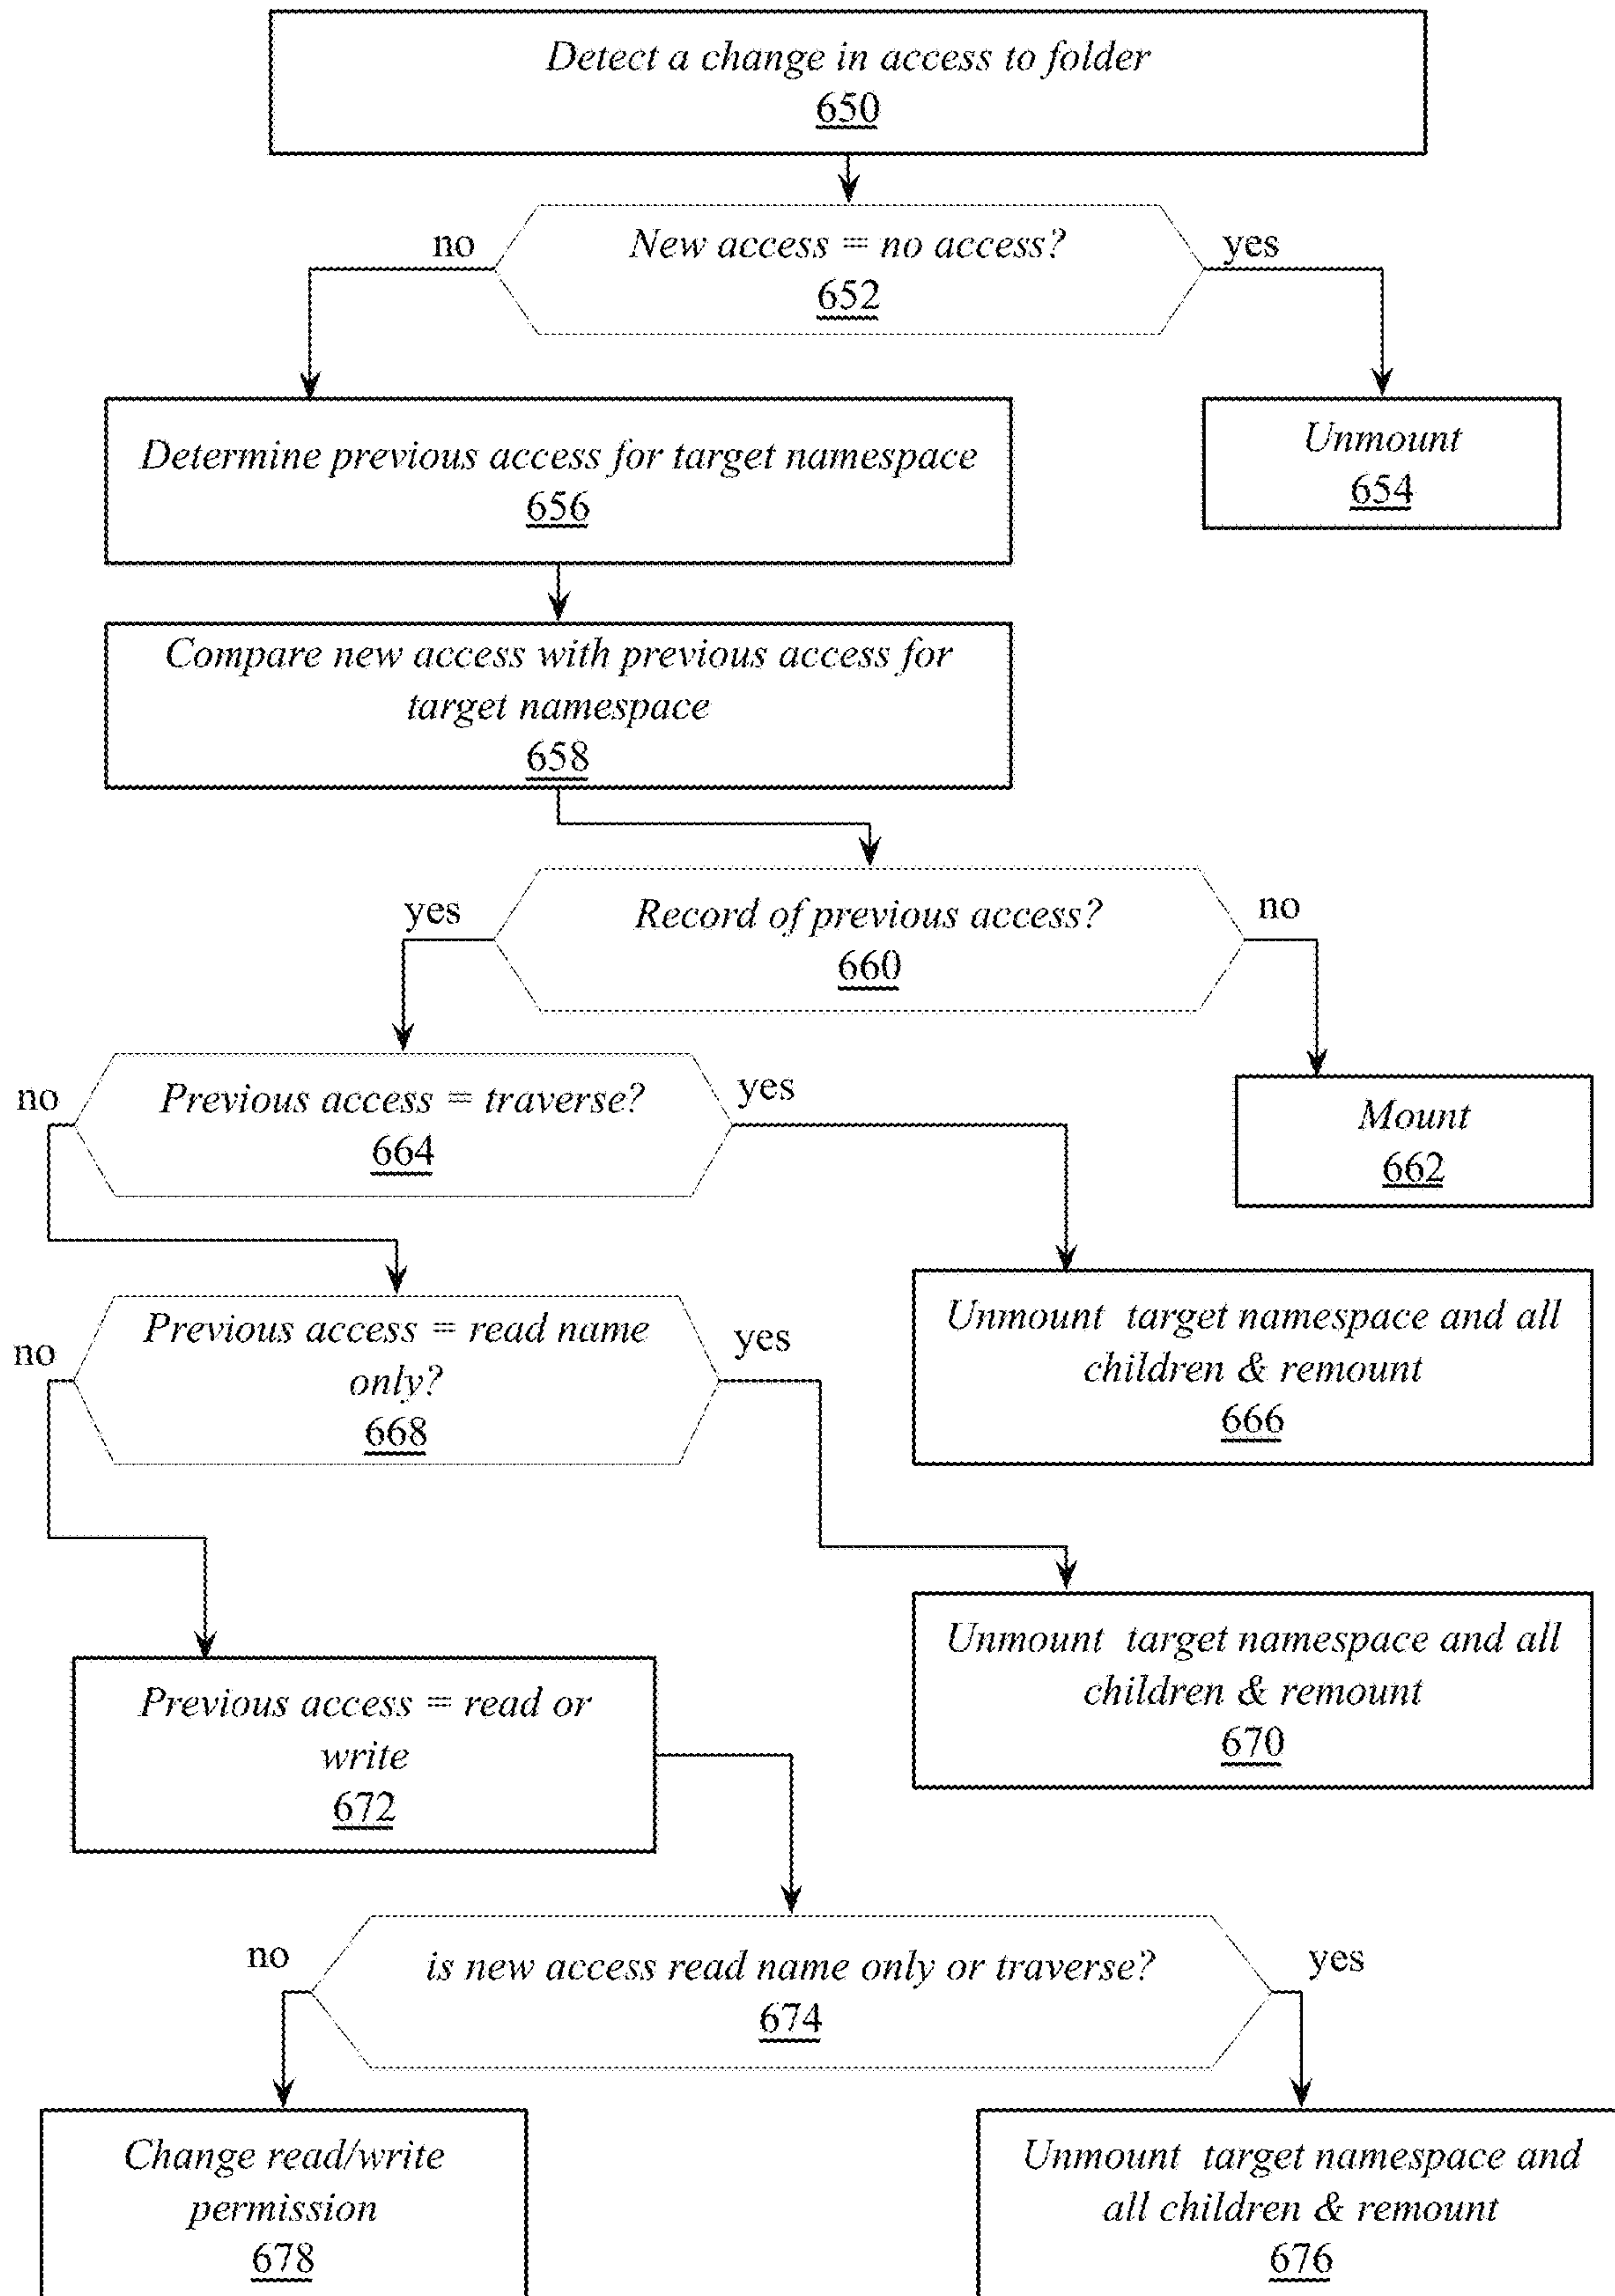 Detect a change in access to folder
650
no
New access = no access?
yes
652
Determine previous access for target namespace
656
Unmount
654
Compare new access with previous access for
target namespace
658
yes
Record of previous access?
no
660
no
Previous access = traverse?
yes
664
Mount
662
Previous access = read name
only?
no
yes
668
Unmount target namespace and all
children & remount
666
Unmount target namespace and all
children & remount
670
Previous access = read or
write
672
no
is new access read name only or traverse?
yes
674
Change read/write
permission
678
Unmount target namespace and
all children & remount
676